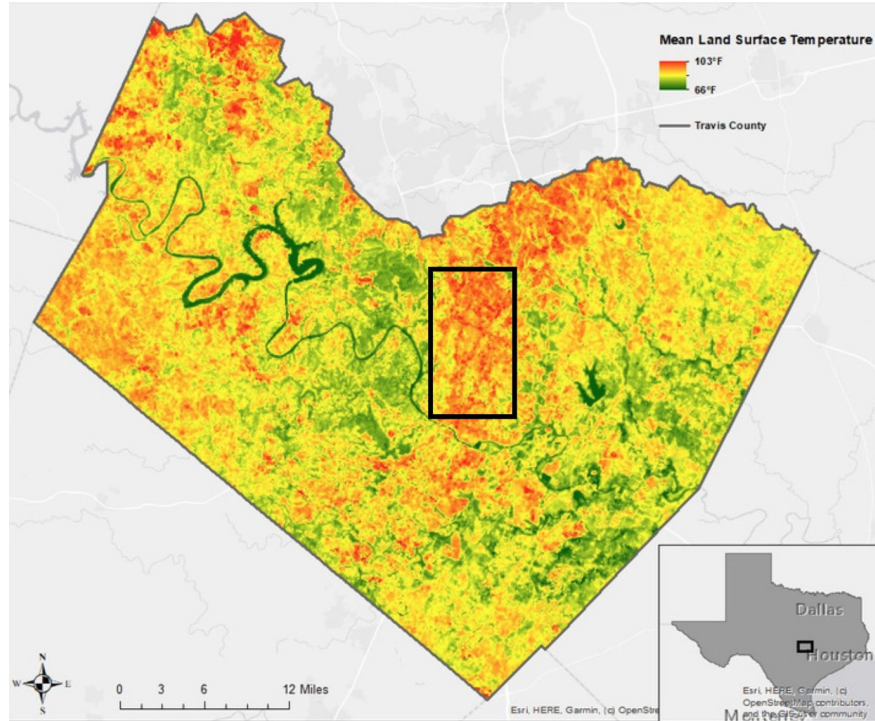 Mean Land Surface Temperature
103°F
66°F
Travis County
N
W E
S
0 3 6 12 Miles
Esri, HERE, Garmin, (c) OpenStre
Dallas
Houston
Esri, HERE, Garmin, (c)
OpenStreetMap contributors,
and the GIS user community